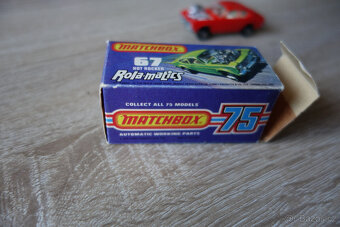 MATCHBOX
67
HOT ROCKER
Rola-matics
COLLECT ALL 75 MODELS
MATCHBOX
75
AUTOMATIC WORKING PARTS